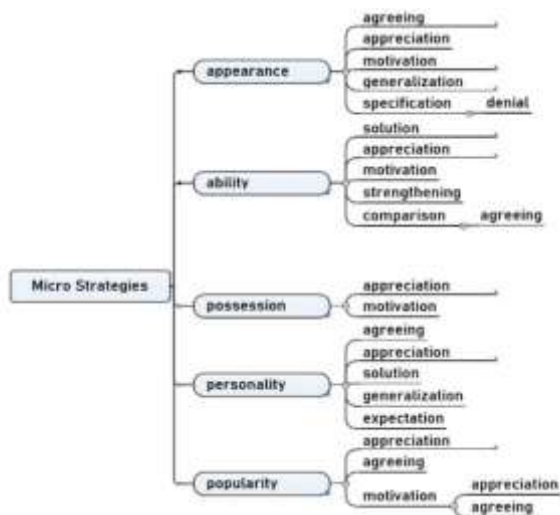 Micro Strategies
appearance
agreeing
appreciation
motivation
generalization
specification
denial
ability
solution
appreciation
motivation
strengthening
comparison
agreeing
possession
appreciation
motivation
personality
agreeing
appreciation
solution
generalization
expectation
popularity
appreciation
agreeing
motivation
appreciation
agreeing